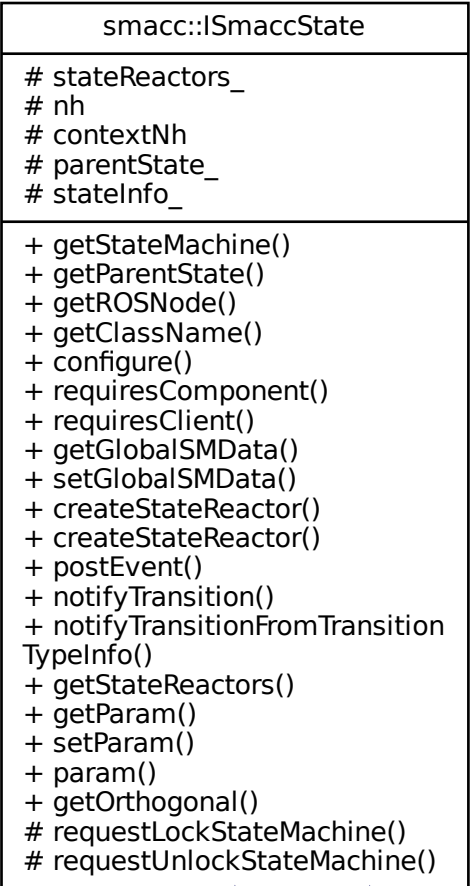 smacc::ISmaccState
# stateReactors_
# nh
# contextNh
# parentState_
# stateInfo_
+ getStateMachine()
+ getParentState()
+ getROSNode()
+ getClassName()
+ configure()
+ requiresComponent()
+ requiresClient()
+ getGlobalSMData()
+ setGlobalSMData()
+ createStateReactor()
+ createStateReactor()
+ postEvent()
+ notifyTransition()
+ notifyTransitionFromTransition
TypeInfo()
+ getStateReactors()
+ getParam()
+ setParam()
+ param()
+ getOrthogonal()
# requestLockStateMachine()
# requestUnlockStateMachine()